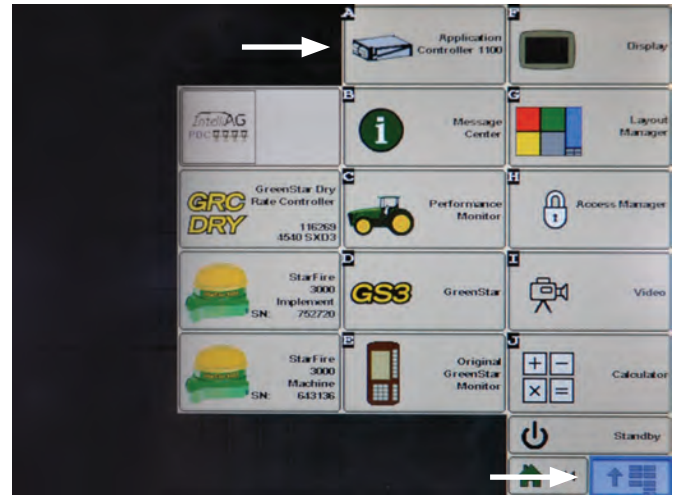 A
Application
Controller 1100
F
Display
IntelliAG
PDC
B
Message
Center
G
Layout
Manager
GRC
DRY
GreenStar Dry
Rate Controller
116269
4540 SXD3
C
Performance
Monitor
H
Access Manager
StarFire
3000
Implement
SN: 752720
D
GS3
GreenStar
I
Video
StarFire
3000
Machine
SN: 643136
E
Original
GreenStar
Monitor
J
+ −
× =
Calculator
Standby